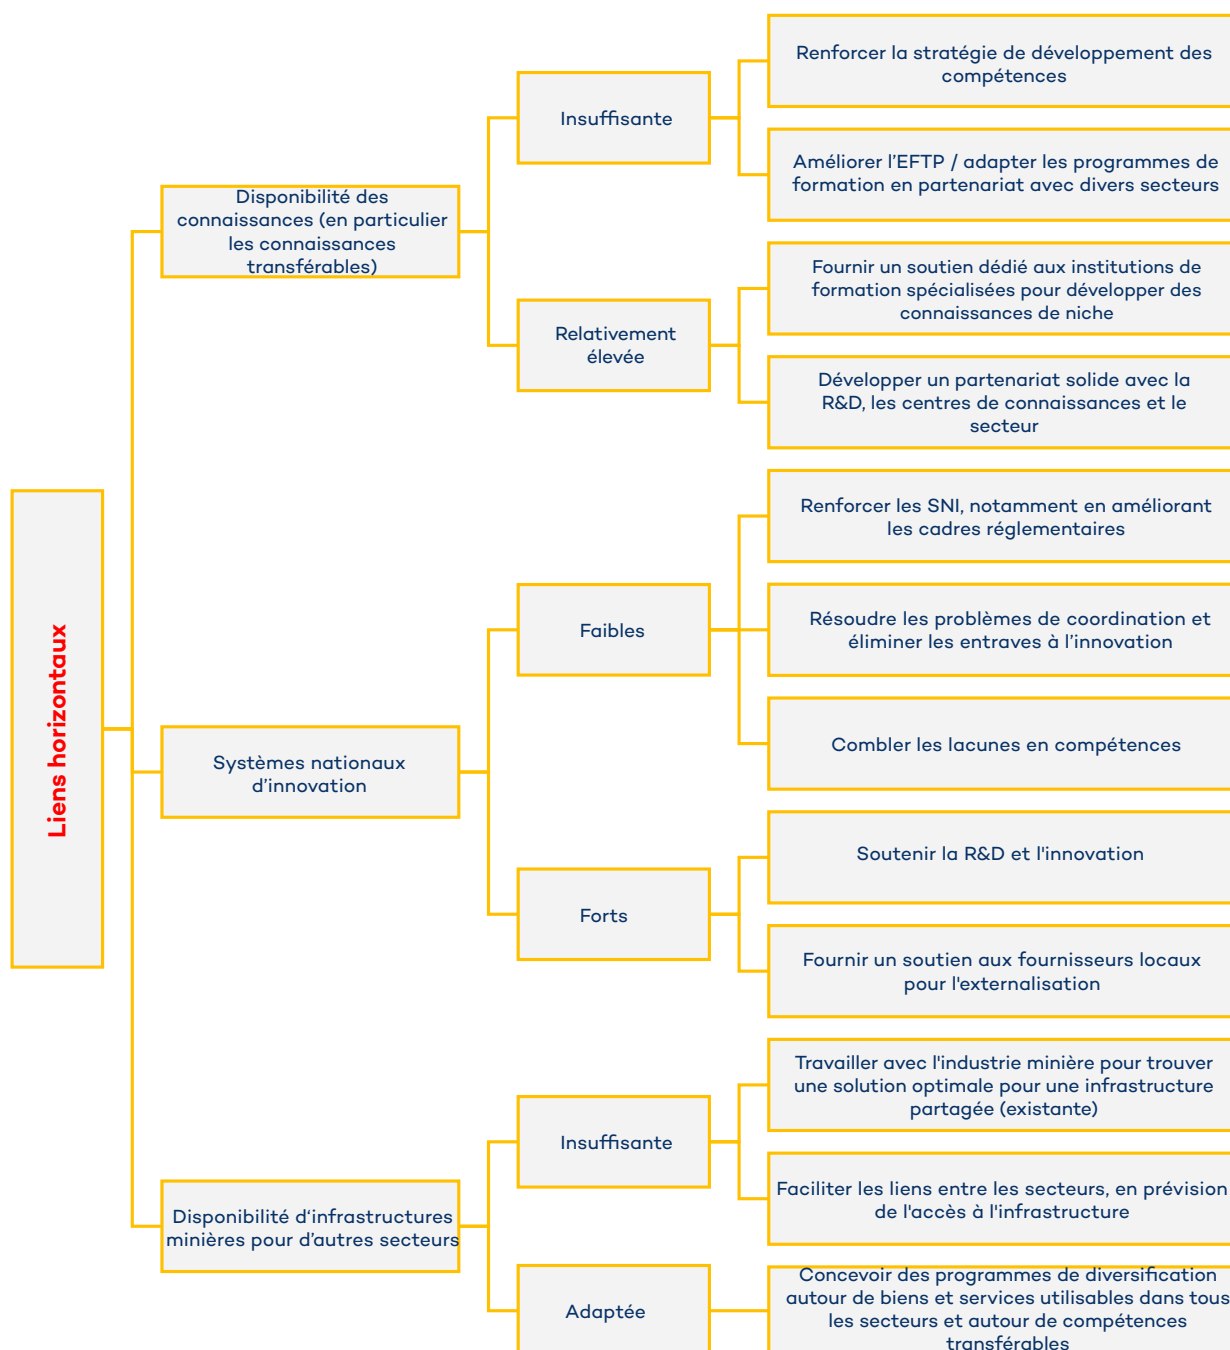 Liens horizontaux
Disponibilité des
connaissances (en particulier
les connaissances
transférables)
Insuffisante
Renforcer la stratégie de développement des
compétences
Améliorer l’EFTP / adapter les programmes de
formation en partenariat avec divers secteurs
Relativement
élevée
Fournir un soutien dédié aux institutions de
formation spécialisées pour développer des
connaissances de niche
Développer un partenariat solide avec la
R&D, les centres de connaissances et le
secteur
Systèmes nationaux
d’innovation
Faibles
Renforcer les SNI, notamment en améliorant
les cadres réglementaires
Résoudre les problèmes de coordination et
éliminer les entraves à l’innovation
Combler les lacunes en compétences
Forts
Soutenir la R&D et l'innovation
Fournir un soutien aux fournisseurs locaux
pour l'externalisation
Disponibilité d‘infrastructures
minières pour d’autres secteurs
Insuffisante
Travailler avec l'industrie minière pour trouver
une solution optimale pour une infrastructure
partagée (existante)
Faciliter les liens entre les secteurs, en prévision
de l'accès à l'infrastructure
Adaptée
Concevoir des programmes de diversification
autour de biens et services utilisables dans tous
les secteurs et autour de compétences
transférables